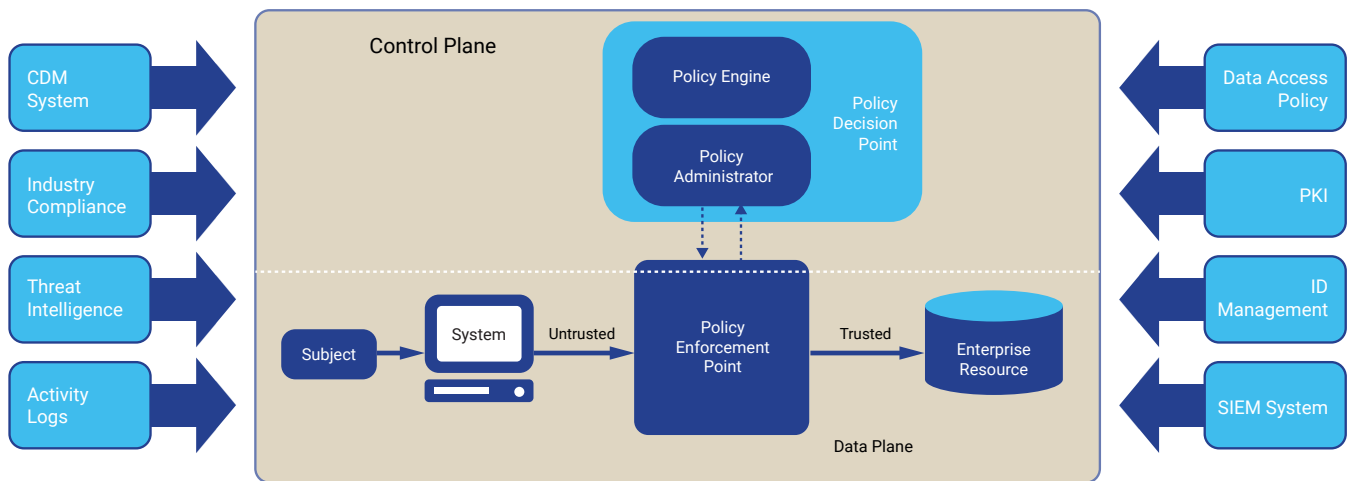 CDM
System
Industry
Compliance
Threat
Intelligence
Activity
Logs
Control Plane
Policy Engine
Policy
Administrator
Policy
Decision
Point
Subject
System
Untrusted
Policy
Enforcement
Point
Trusted
Enterprise
Resource
Data Plane
Data Access
Policy
PKI
ID
Management
SIEM System